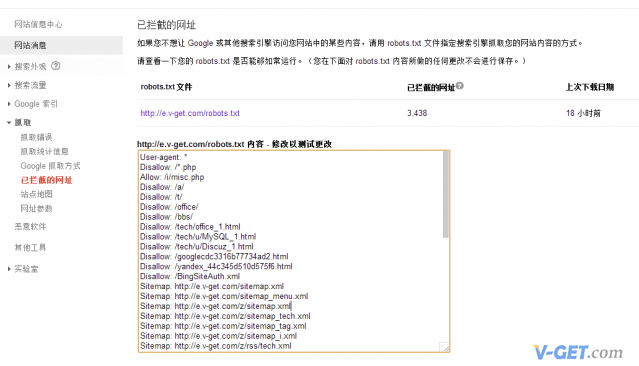 网站信息中心
网站消息
搜索外观
搜索流量
Google 索引
抓取
抓取错误
抓取统计信息
Google 抓取方式
已拦截的网址
站点地图
网址参数
恶意软件
其他工具
实验室
已拦截的网址
如果您不想让 Google 或其他搜索引擎访问您网站中的某些内容，请用 robots.txt 文件指定搜索引擎抓取您的网站内容的方式。
请查看一下您的 robots.txt 是否能够如常运行。（您在下面对 robots.txt 内容所做的任何更改不会进行保存。）
robots.txt 文件 已拦截的网址 上次下载日期
http://e.v-get.com/robots.txt 3,438 18 小时前
http://e.v-get.com/robots.txt 内容 - 修改以测试更改
User-agent: *
Disallow: /*.php
Allow: /i/misc.php
Disallow: /a/
Disallow: /t/
Disallow: /office/
Disallow: /bbs/
Disallow: /tech/office_1.html
Disallow: /tech/u/MySQL_1.html
Disallow: /tech/u/Discuz_1.html
Disallow: /googlecdc3316b77734ad2.html
Disallow: /yandex_44c345d510d575f6.html
Disallow: /BingSiteAuth.xml
Sitemap: http://e.v-get.com/sitemap.xml
Sitemap: http://e.v-get.com/sitemap_menu.xml
Sitemap: http://e.v-get.com/z/sitemap.xml
Sitemap: http://e.v-get.com/z/sitemap_tech.xml
Sitemap: http://e.v-get.com/z/sitemap_tag.xml
Sitemap: http://e.v-get.com/z/sitemap_i.xml
Sitemap: http://e.v-get.com/z/rss/tech.xml
V-GET.com